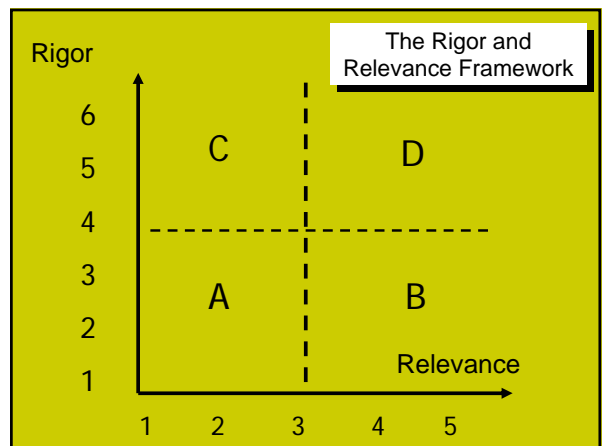 The Rigor and
Relevance Framework
Rigor
6
5
4
3
2
1
C
D
A
B
Relevance
1 2 3 4 5